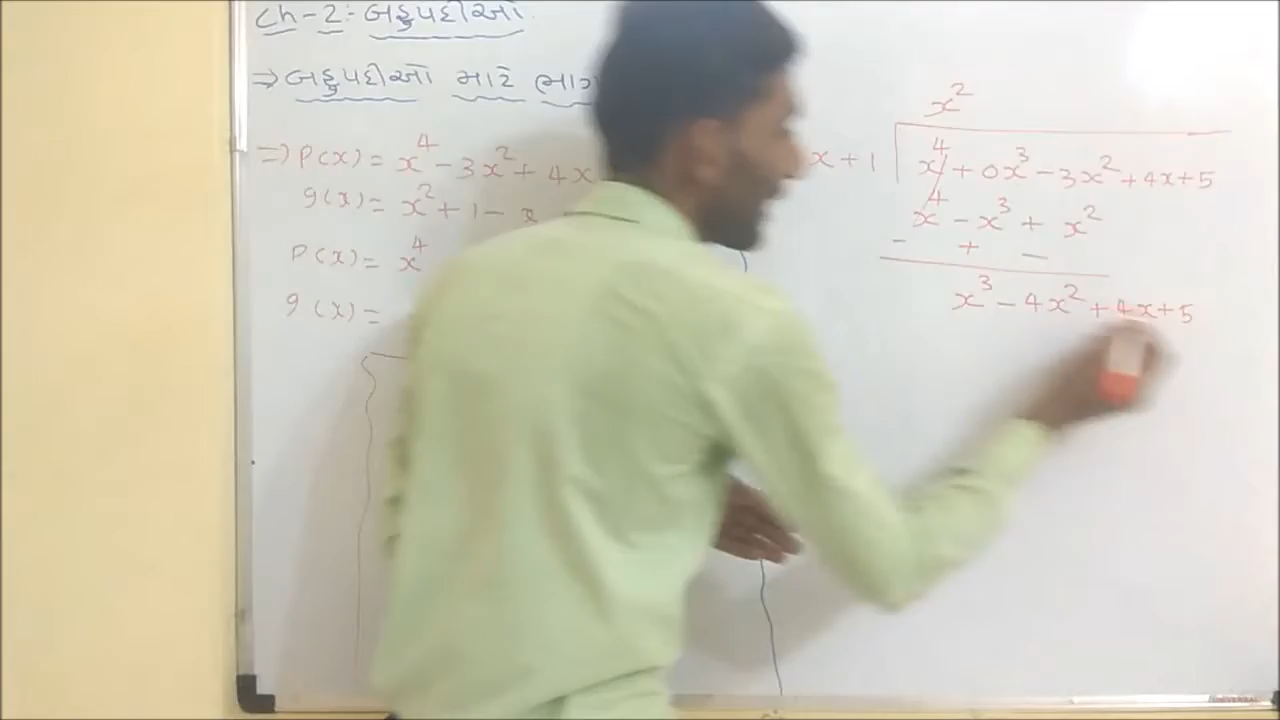 Ch-2:- બહુપદીઓ
⇒ બહુપદીઓ માટે ભાગ
⇒ P(x) = x⁴ - 3x² + 4x
g(x) = x² + 1 - x
P(x) = x⁴
g(x) =
x²
x + 1 x⁴ + 0x³ - 3x² + 4x + 5
x⁴ - x³ + x²
- + -
x³ - 4x² + 4x + 5